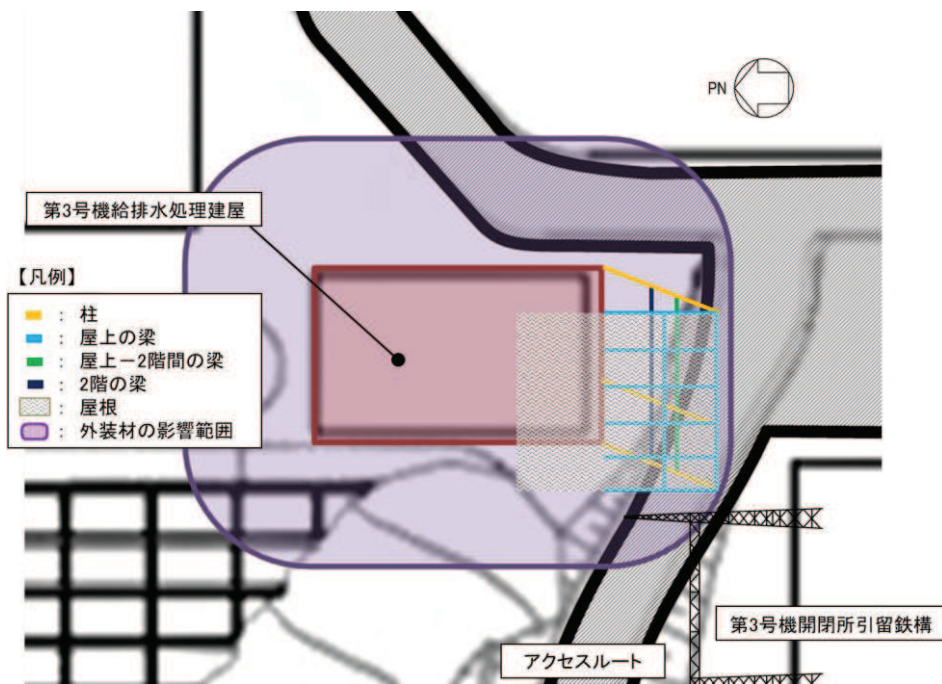 PN
第3号機給排水処理建屋
【凡例】
： 柱
： 屋上の梁
： 屋上－2階間の梁
： 2階の梁
： 屋根
： 外装材の影響範囲
第3号機開閉所引留鉄構
アクセスルート